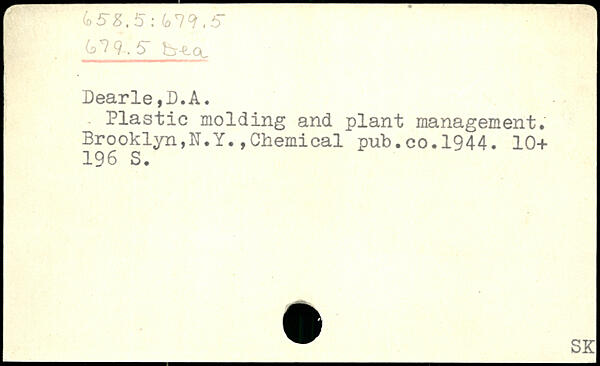 658.5:679.5
679.5 Dea
Dearle,D.A.
Plastic molding and plant management.
Brooklyn,N.Y.,Chemical pub.co.1944. 10+
196 S.
SK